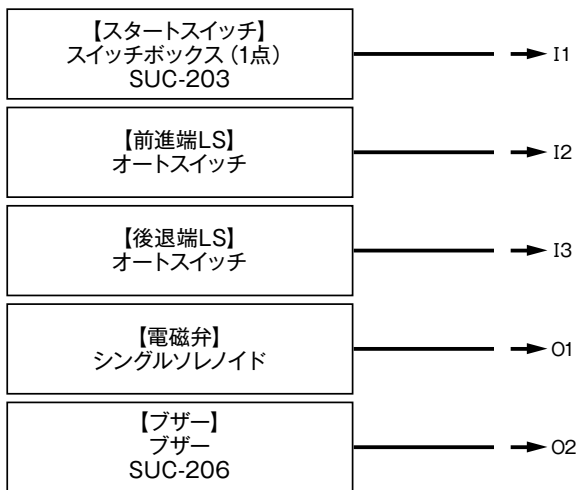 【スタートスイッチ】
スイッチボックス（1点）
SUC-203
I1
【前進端LS】
オートスイッチ
I2
【後退端LS】
オートスイッチ
I3
【電磁弁】
シングルソレノイド
O1
【ブザー】
ブザー
SUC-206
O2